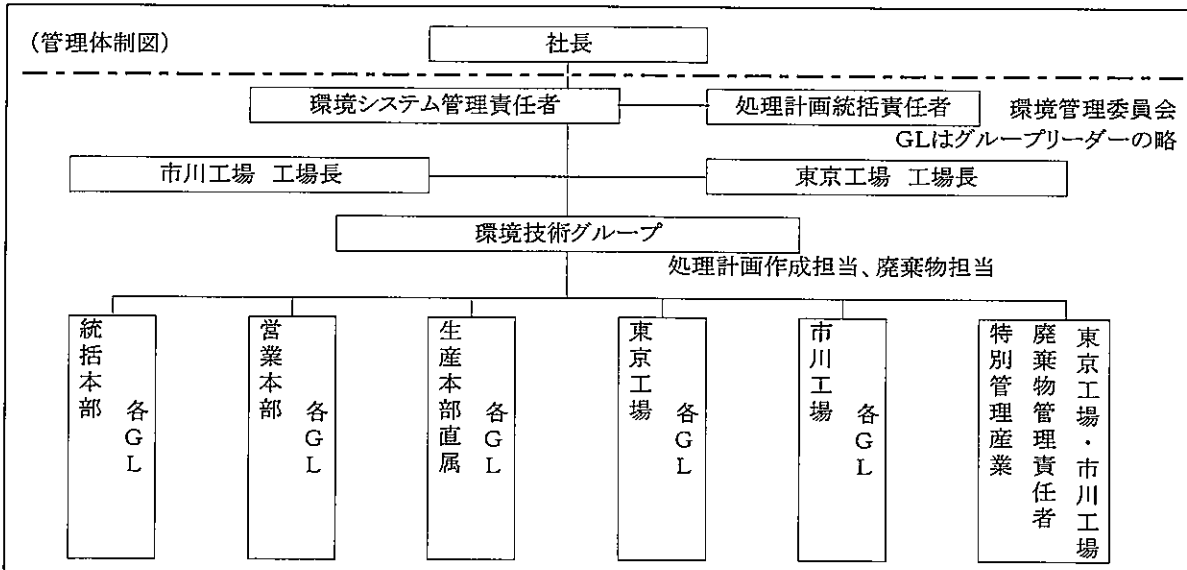 (管理体制図)
社長
環境システム管理責任者
処理計画統括責任者
環境管理委員会
GLはグループリーダーの略
市川工場 工場長
東京工場 工場長
環境技術グループ
処理計画作成担当、廃棄物担当
統括本部
各GL
営業本部
各GL
生産本部直属
各GL
東京工場
各GL
市川工場
各GL
東京工場・市川工場
廃棄物管理責任者
特別管理産業